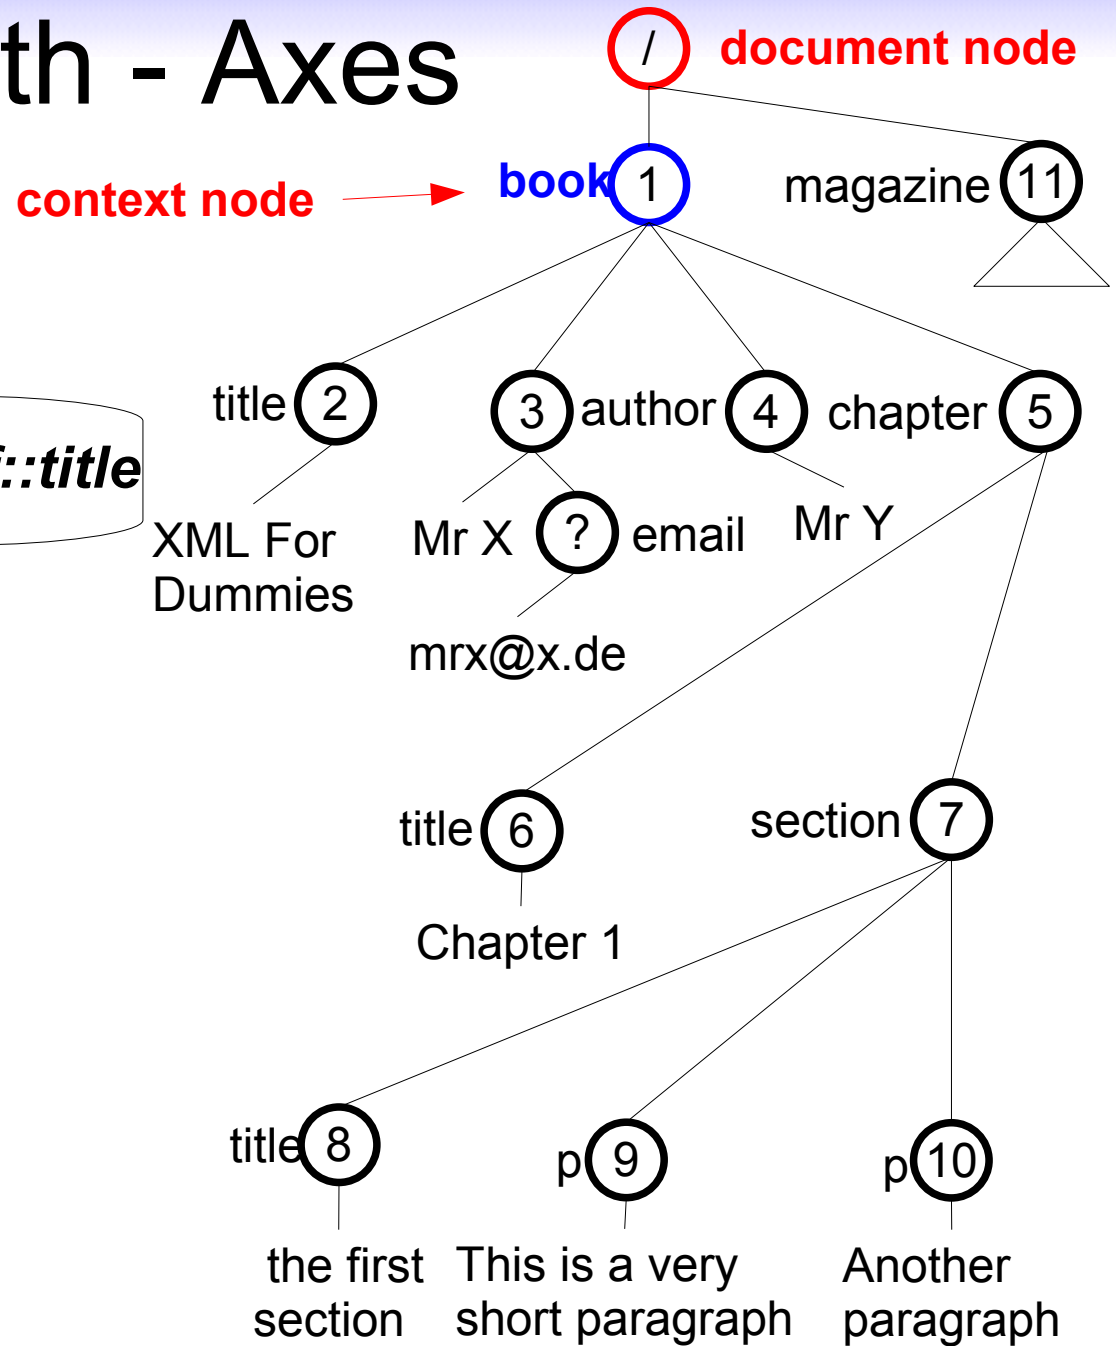 th - Axes
/ document node
context node
book 1
magazine 11
title 2
3 author 4
chapter 5
::title
XML For
Dummies
Mr X
? email
Mr Y
mrx@x.de
title 6
section 7
Chapter 1
title 8
p 9
p 10
the first
section
This is a very
short paragraph
Another
paragraph